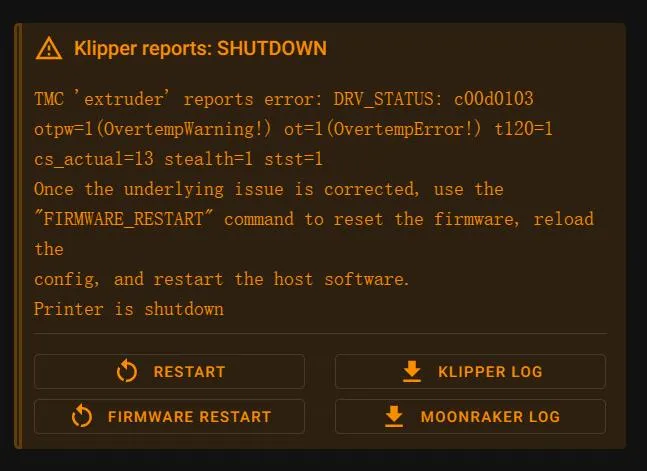 Klipper reports: SHUTDOWN
TMC 'extruder' reports error: DRV_STATUS: c00d0103
otpw=1(OvertempWarning!) ot=1(OvertempError!) t120=1
cs_actual=13 stealth=1 stst=1
Once the underlying issue is corrected, use the
"FIRMWARE_RESTART" command to reset the firmware, reload
the
config, and restart the host software.
Printer is shutdown
RESTART
KLIPPER LOG
FIRMWARE RESTART
MOONRAKER LOG